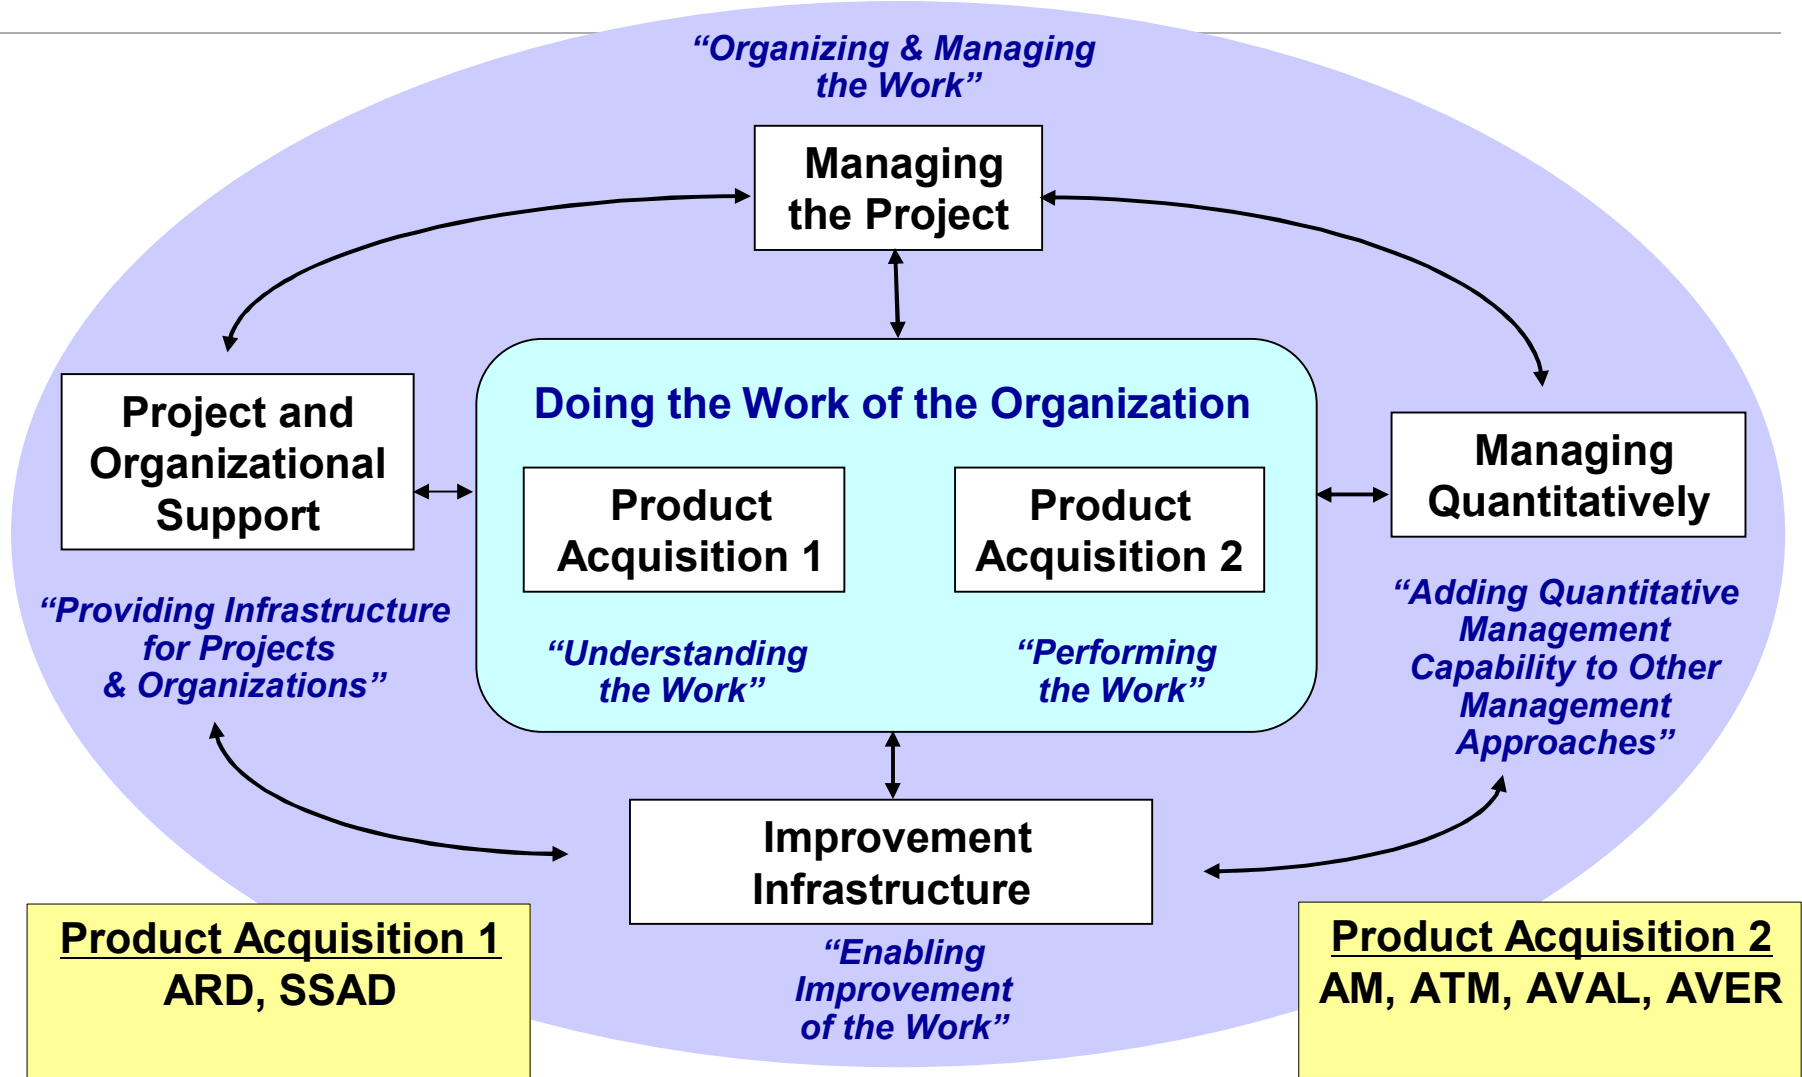 “Organizing & Managing
the Work”
Managing
the Project
Project and
Organizational
Support
“Providing Infrastructure
for Projects
& Organizations”
Doing the Work of the Organization
Product
Acquisition 1
“Understanding
the Work”
Product
Acquisition 2
“Performing
the Work”
Managing
Quantitatively
“Adding Quantitative
Management
Capability to Other
Management
Approaches”
Improvement
Infrastructure
“Enabling
Improvement
of the Work”
Product Acquisition 1
ARD, SSAD
Product Acquisition 2
AM, ATM, AVAL, AVER